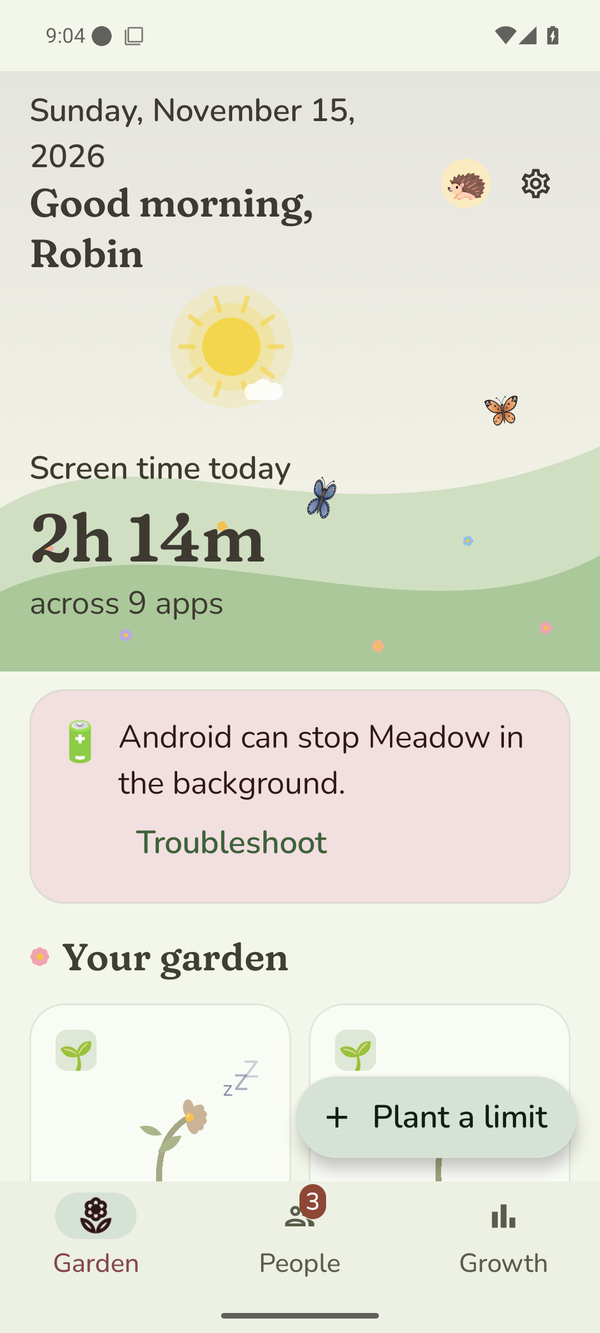 9:04
Sunday, November 15,
2026
Good morning,
Robin
Screen time today
2h 14m
across 9 apps
Android can stop Meadow in
the background.
Troubleshoot
Your garden
z z z
+ Plant a limit
3
Garden
People
Growth